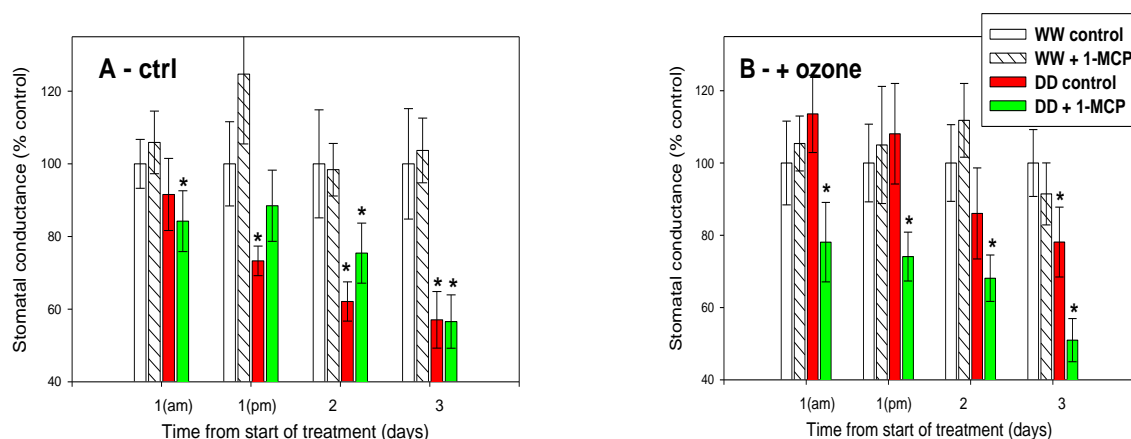 A - ctrl
Stomatal conductance (% control)
120
100
80
60
40
*
*
*
*
*
*
1(am)
1(pm)
2
3
Time from start of treatment (days)
B - + ozone
WW control
WW + 1-MCP
DD control
DD + 1-MCP
Stomatal conductance (% control)
120
100
80
60
40
*
*
*
*
*
1(am)
1(pm)
2
3
Time from start of treatment (days)